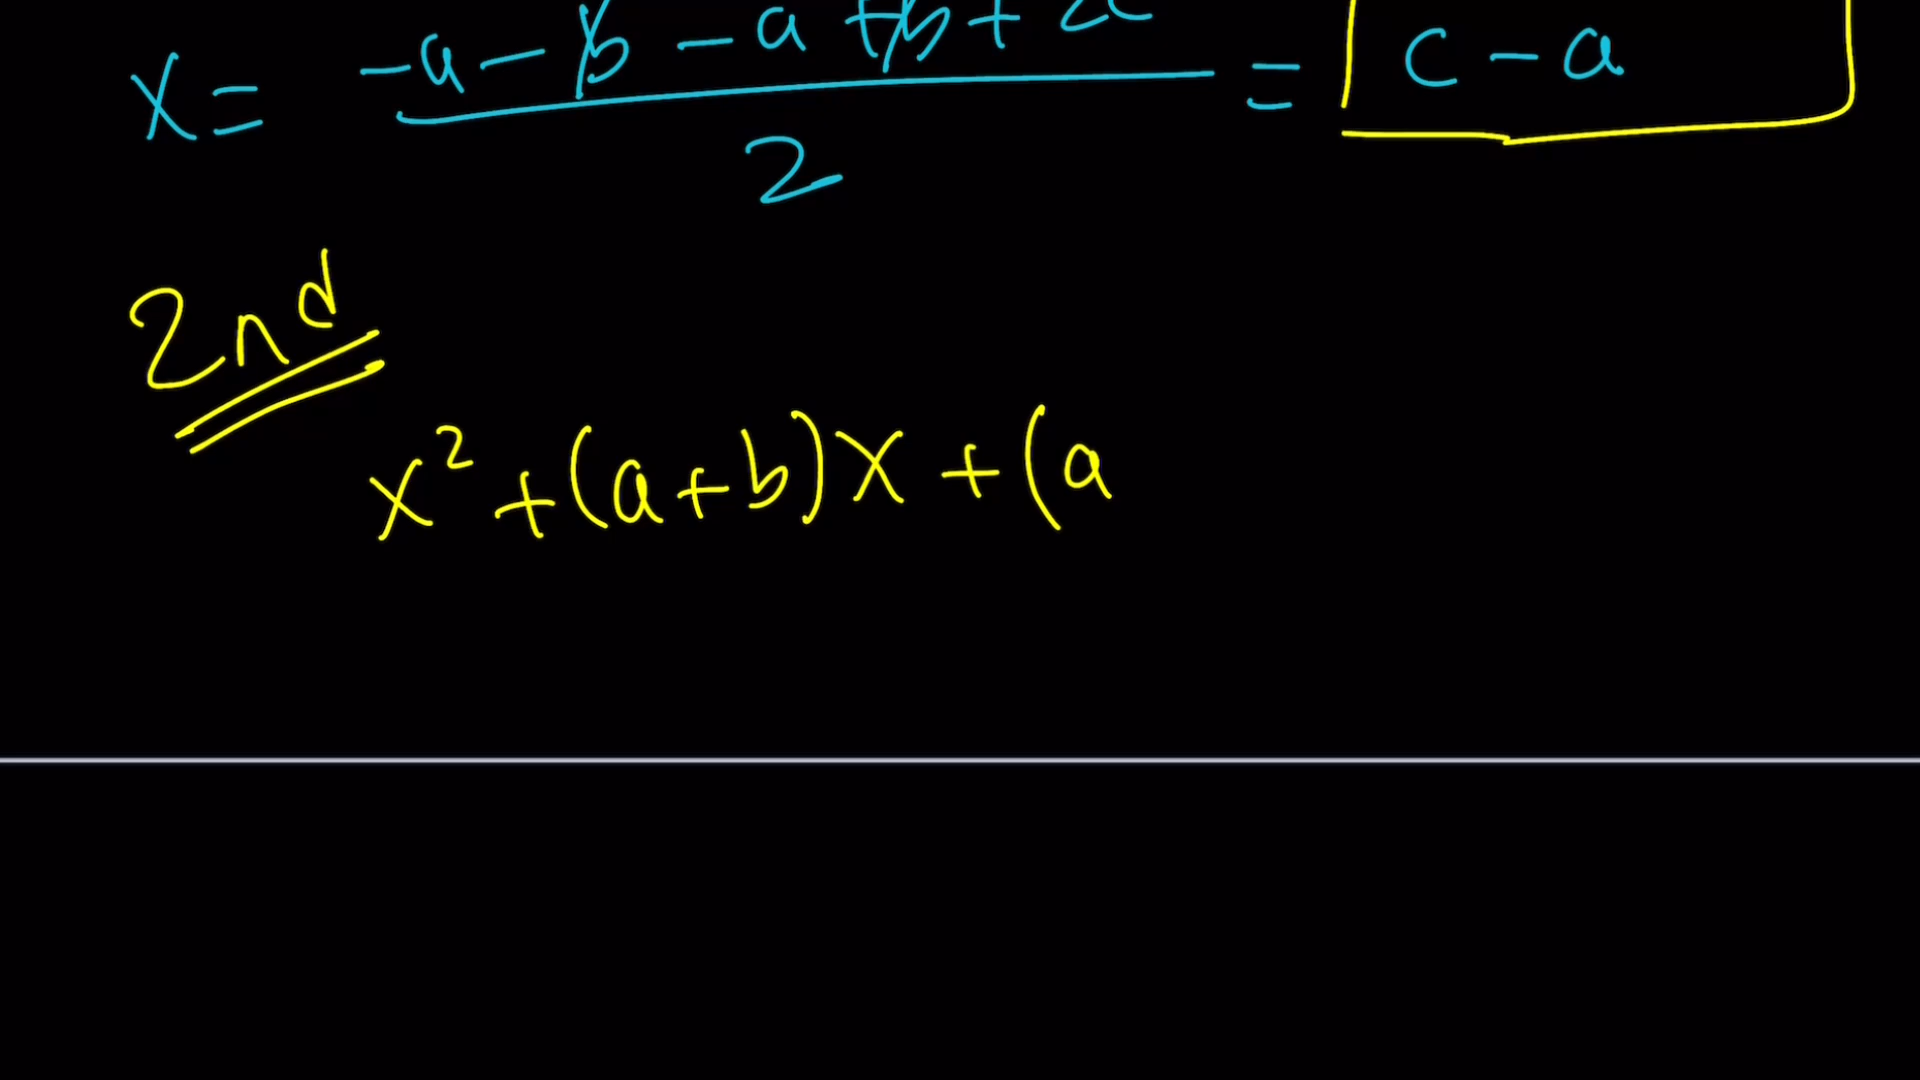 x = -a - b - a + b + 2c / 2 = c - a
2nd
x² + (a+b)x + (a